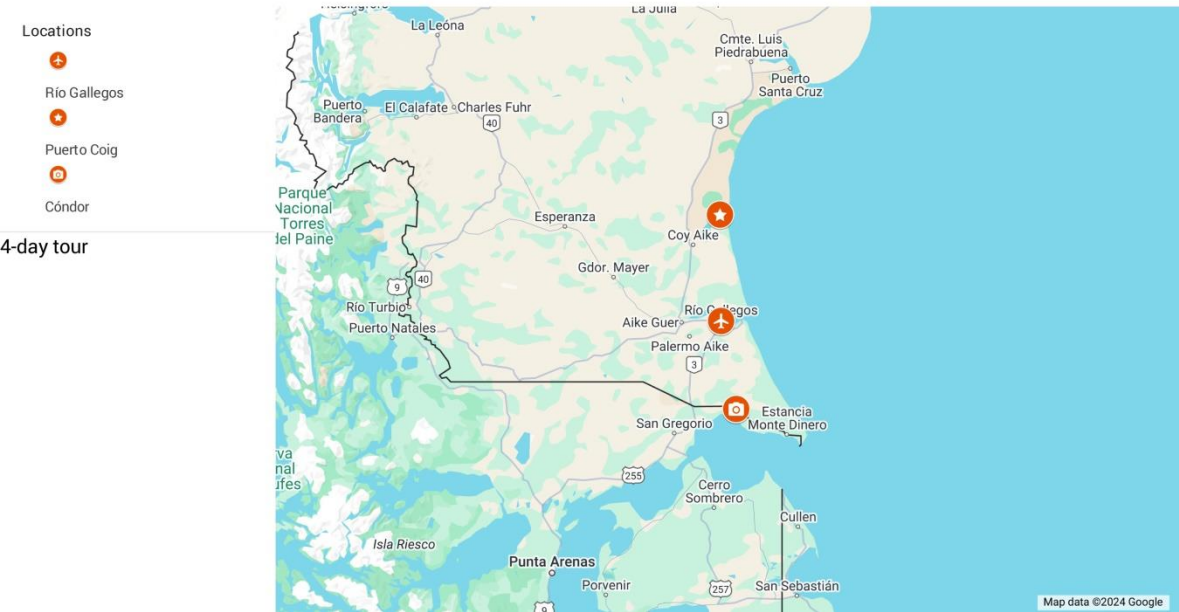 Locations
Río Gallegos
Puerto Coig
Cóndor
4-day tour
La Julia
La Leóna
Cmte. Luis
Piedrabuena
Puerto
Santa Cruz
Puerto
Bandera
El Calafate
Charles Fuhr
40
3
Parque
Nacional
Torres
del Paine
Esperanza
Coy Aike
Gdor. Mayer
9
40
Río Turbio
Puerto Natales
Aike Guer
Palermo Aike
3
Estancia
Monte Dinero
San Gregorio
255
Cerro
Sombrero
Cullen
Isla Riesco
Punta Arenas
Porvenir
257
San Sebastián
9
Map data ©2024 Google